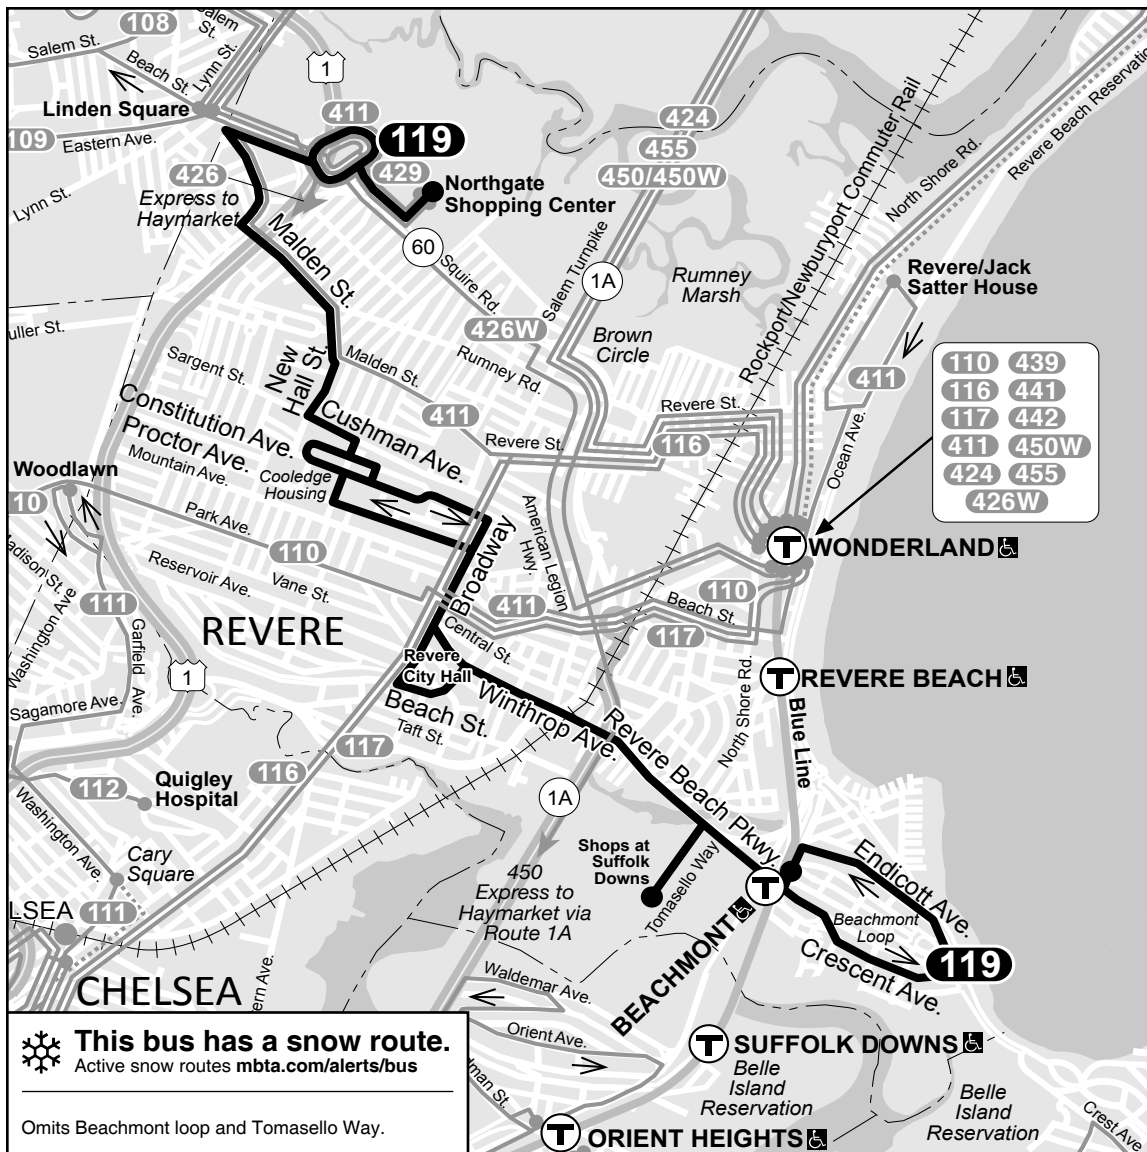 108
Salem St.
Salem
St.
Lynn St.
Beach St.
1
Linden Square
411
119
424
109
Eastern Ave.
455
429
450/450W
426
Northgate
Shopping Center
Express to
Haymarket
Lynn St.
Malden St.
60
Squire Rd.
Salem Turnpike
1A
Rumney
Marsh
Rockport/Newburyport Commuter Rail
North Shore Rd.
Revere Beach Reservation
Revere/Jack
Satter House
uller St.
426W
Brown
Circle
Sargent St.
New
Hall St.
Malden St.
Rumney Rd.
411
110 439
116 441
117 442
411 450W
424 455
426W
Constitution Ave.
Proctor Ave.
Cushman Ave.
411
Revere St.
Revere St.
116
Ocean Ave.
Woodlawn
Mountain Ave.
Cooledge
Housing
10
Park Ave.
110
Broadway
American Legion
Hwy.
WONDERLAND
adison St.
Washington Ave
111
Reservoir Ave.
Vane St.
411
110
Beach St.
117
Garfield Ave.
REVERE
Central St.
Revere
City Hall
1
Winthrop Ave.
REVERE BEACH
North Shore Rd.
Blue Line
Sagamore Ave.
Beach St.
Taft St.
117
116
Revere Beach Pkwy.
112
Quigley
Hospital
1A
Washington Ave.
Cary
Square
Shops at
Suffolk
Downs
Tomasello Way
Endicott Ave.
450
Express to
Haymarket via
Route 1A
LSEA
111
Beachmont
Loop
119
Crescent Ave.
BEACHMONT
CHELSEA
ern Ave.
Waldemar Ave.
Orient Ave.
SUFFOLK DOWNS
Belle
Island
Reservation
Belle
Island
Reservation
dman St.
ORIENT HEIGHTS
Crest Ave
This bus has a snow route.
Active snow routes mbta.com/alerts/bus
Omits Beachmont loop and Tomasello Way.